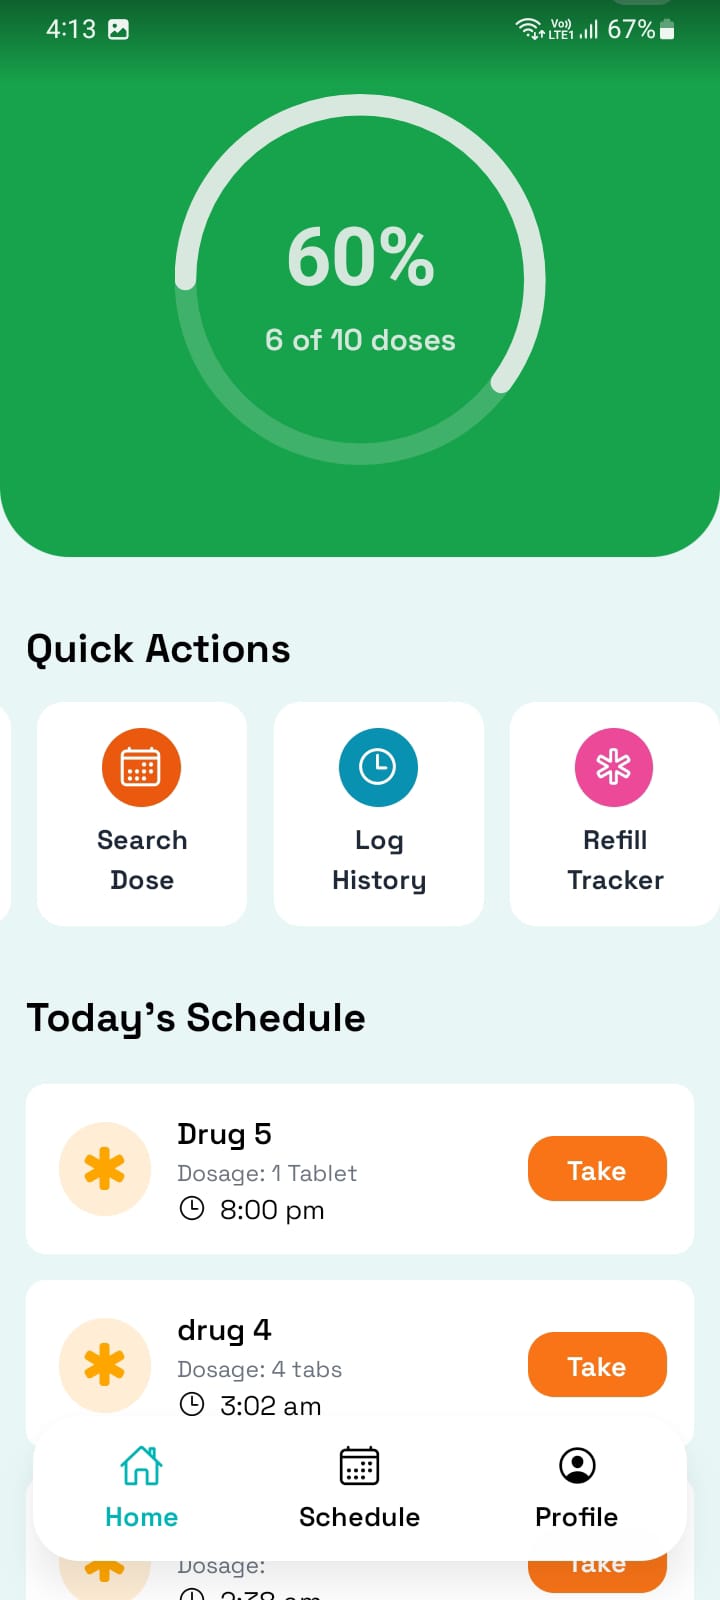 4:13 Vo)) LTE1 67%
60%
6 of 10 doses
Quick Actions
Search
Dose
Log
History
Refill
Tracker
Today's Schedule
Drug 5
Dosage: 1 Tablet
8:00 pm
Take
drug 4
Dosage: 4 tabs
3:02 am
Take
Home
Schedule
Profile
Dosage:
Take